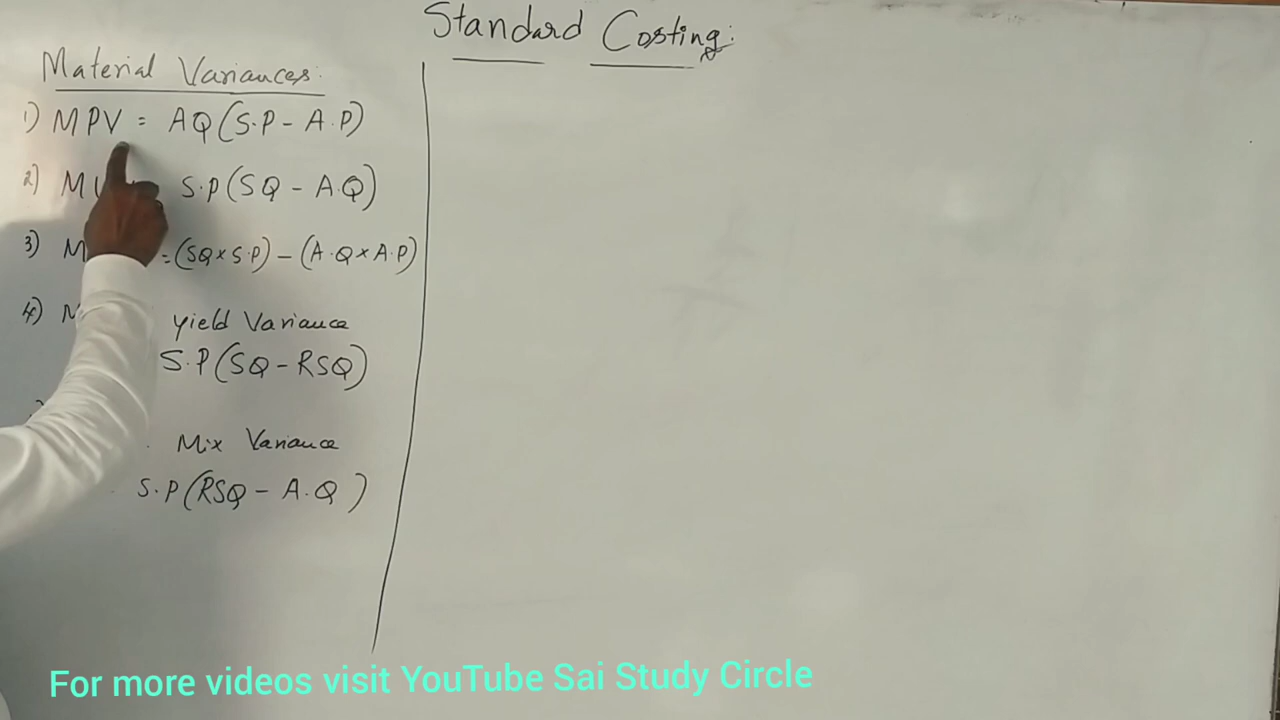 Standard Costing:
Material Variances:
1) MPV = AQ(S.P - A.P)
2) M S.P(SQ - A.Q)
3) M =(SQ×S.P) - (A.Q×A.P)
4) Yield Variance
S.P(SQ - RSQ)
Mix Variance
S.P(RSQ - A.Q)
For more videos visit YouTube Sai Study Circle